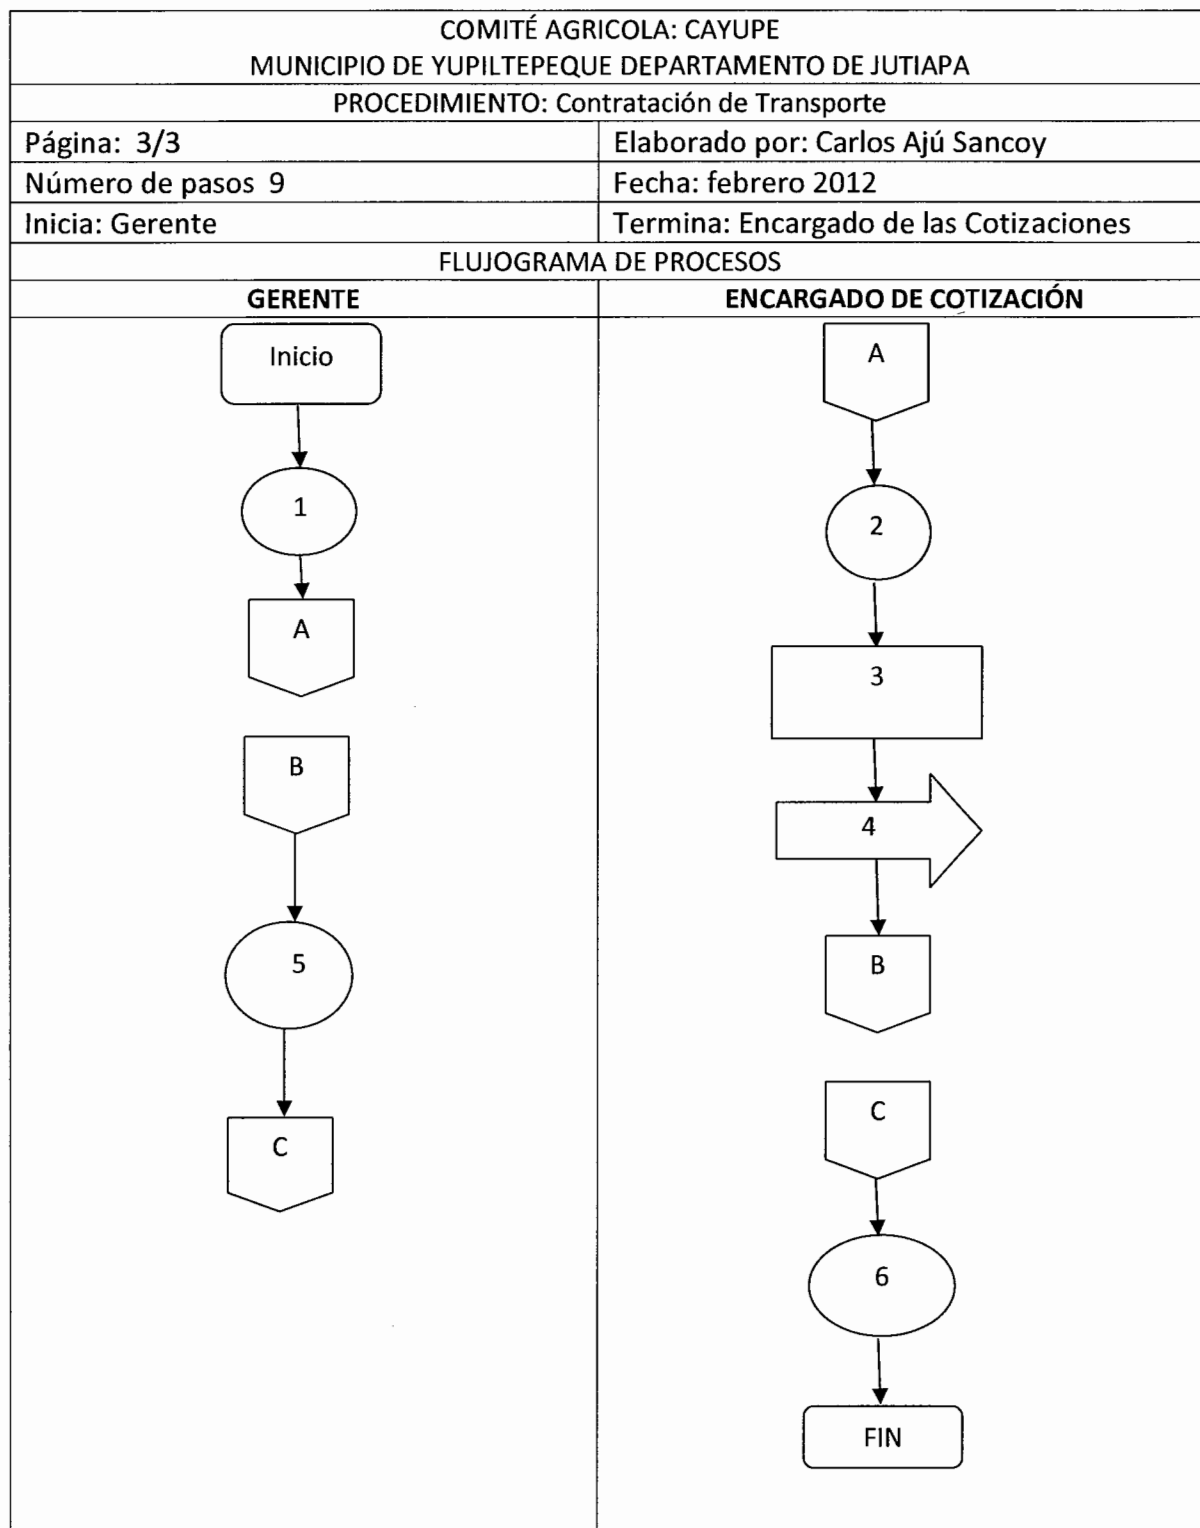 COMITÉ AGRICOLA: CAYUPE
MUNICIPIO DE YUPILTEPEQUE DEPARTAMENTO DE JUTIAPA
PROCEDIMIENTO: Contratación de Transporte
Página: 3/3
Elaborado por: Carlos Ajú Sancoy
Número de pasos 9
Fecha: febrero 2012
Inicia: Gerente
Termina: Encargado de las Cotizaciones
FLUJOGRAMA DE PROCESOS
GERENTE
ENCARGADO DE COTIZACIÓN
Inicio
1
A
B
5
C
A
2
3
4
B
C
6
FIN